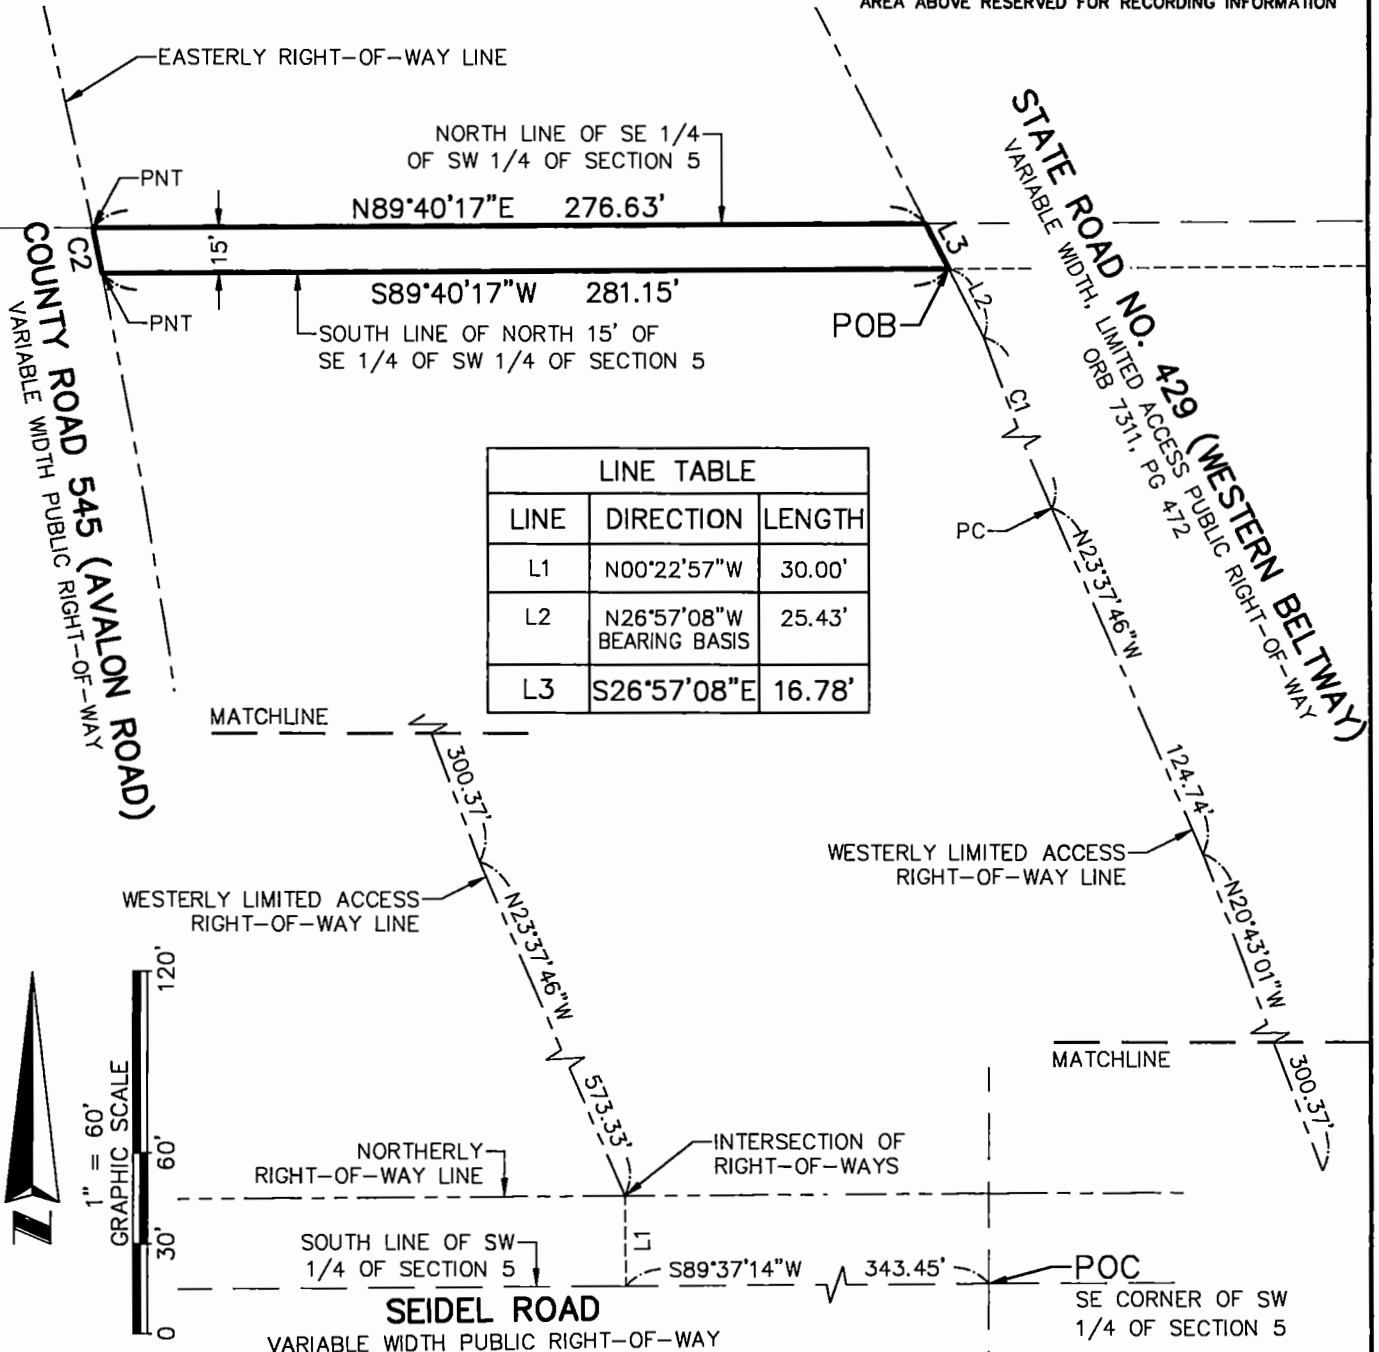 AREA ABOVE RESERVED FOR RECORDING INFORMATION
EASTERLY RIGHT-OF-WAY LINE
NORTH LINE OF SE 1/4
OF SW 1/4 OF SECTION 5
PNT
N89°40'17"E 276.63'
C2
15'
L3
S89°40'17"W 281.15'
PNT
SOUTH LINE OF NORTH 15' OF
SE 1/4 OF SW 1/4 OF SECTION 5
POB
L2
C1
STATE ROAD NO. 429 (WESTERN BELTWAY)
VARIABLE WIDTH, LIMITED ACCESS PUBLIC RIGHT-OF-WAY
ORB 7311, PG 472
COUNTY ROAD 545 (AVALON ROAD)
VARIABLE WIDTH PUBLIC RIGHT-OF-WAY
LINE TABLE
LINE DIRECTION LENGTH
L1 N00°22'57"W 30.00'
L2 N26°57'08"W 25.43'
BEARING BASIS
L3 S26°57'08"E 16.78'
PC
N23°37'46"W
124.74'
MATCHLINE
300.37'
WESTERLY LIMITED ACCESS
RIGHT-OF-WAY LINE
WESTERLY LIMITED ACCESS
RIGHT-OF-WAY LINE
N23°37'46"W
N20°43'01"W
573.33'
MATCHLINE
300.37'
1" = 60'
GRAPHIC SCALE
120'
60'
30'
0
NORTHERLY
RIGHT-OF-WAY LINE
INTERSECTION OF
RIGHT-OF-WAYS
L1
SOUTH LINE OF SW
1/4 OF SECTION 5
S89°37'14"W 343.45'
POC
SE CORNER OF SW
1/4 OF SECTION 5
SEIDEL ROAD
VARIABLE WIDTH PUBLIC RIGHT-OF-WAY
N